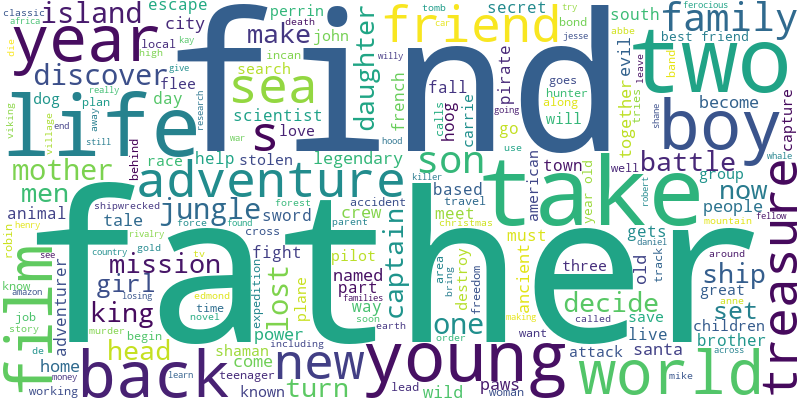 find
father
year
island
friend
family
two
boy
life
sea
take
adventure
young
world
back
new
film
treasure
son
discover
daughter
make
mother
men
jungle
captain
battle
mission
girl
king
lost
head
turn
one
decide
ship
set
now
s
classic
africa
die
city
local
high
escape
kay
give
perrin
death
john
incan
search
scientist
tomb
car
secret
willy
french
pirate
fall
hoog
calls
carrie
go
goes
hunter
along
will
try
bond
jesse
south
abbe
best friend
evil
band
leave
tries
shane
ferocious
become
together
whale
capture
dog
plan
day
flee
really
away
viking
village
end
still
research
love
war
going
hood
use
race
help
stolen
legendary
behind
killer
based
travel
american
town
year old
well
robert
group
people
animal
shipwrecked
tale
force
found
forest
parent
accident
crew
meet
christmas
robin
henry
rivalry
cross
sword
fight
pilot
must
ancient
gets
daniel
mountain
fellow
old
track
around
know
see
country
gold
tv
named
part
way
plane
area
bring
destroy
freedom
three
great
amazon
adventurer
losing
edmond
time
novel
expedition
families
soon
earth
order
making
want
called
save
live
anne
children
brother
across
job
story
de
home
money
working
murder
begin
learn
shaman
teenager
power
come
known
including
lead
wild
paws
woman
attack
santa
mike